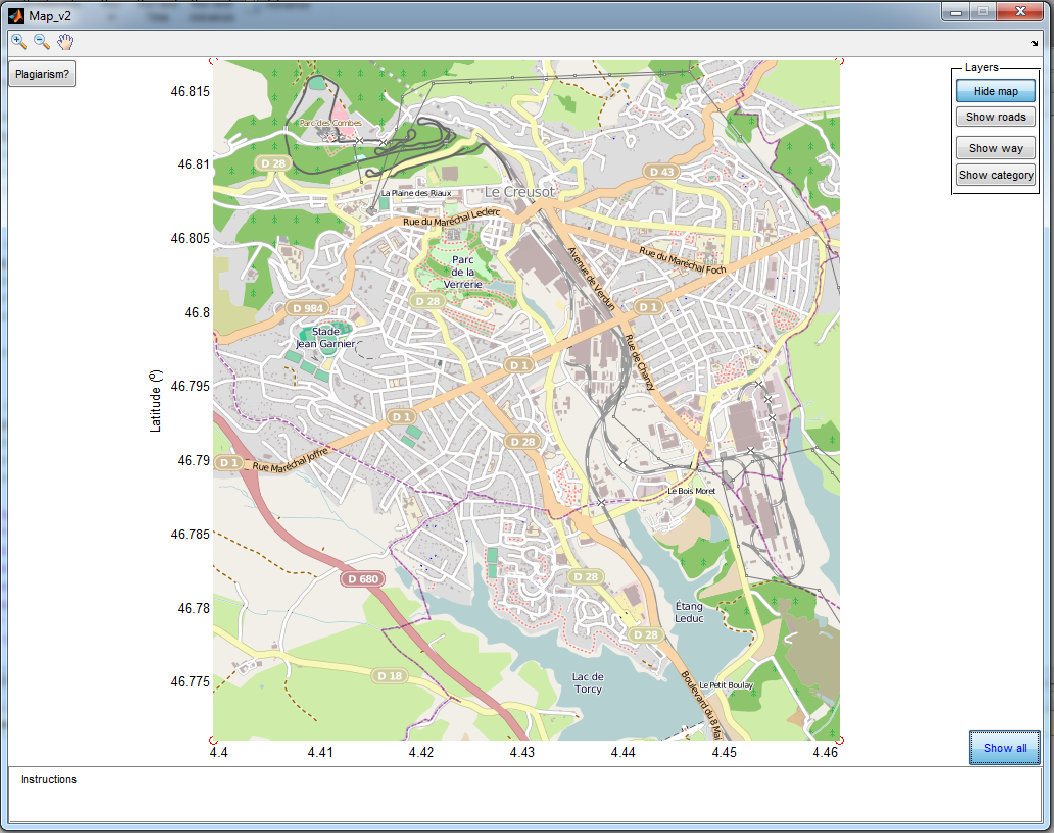 Map_v2
Plagiarism?
Layers
Hide map
Show roads
Show way
Show category
Show all
Instructions
Latitude (º)
46.815
46.81
46.805
46.8
46.795
46.79
46.785
46.78
46.775
4.4
4.41
4.42
4.43
4.44
4.45
4.46
Parc des Combes
D 28
La Plaine des Riaux
Le Creusot
D 43
Rue du Maréchal Leclerc
Parc
de la
Verrerie
Avenue de Verdun
Rue du Maréchal Foch
D 28
D 984
D 1
Stade
Jean Garnier
Rue de Chanzy
D 1
D 1
D 28
D 1
Rue Maréchal Joffre
Le Bois Moret
D 680
D 28
Étang
Leduc
D 28
D 18
Lac de
Torcy
Le Petit Boulay
Boulevard du 8 Mai